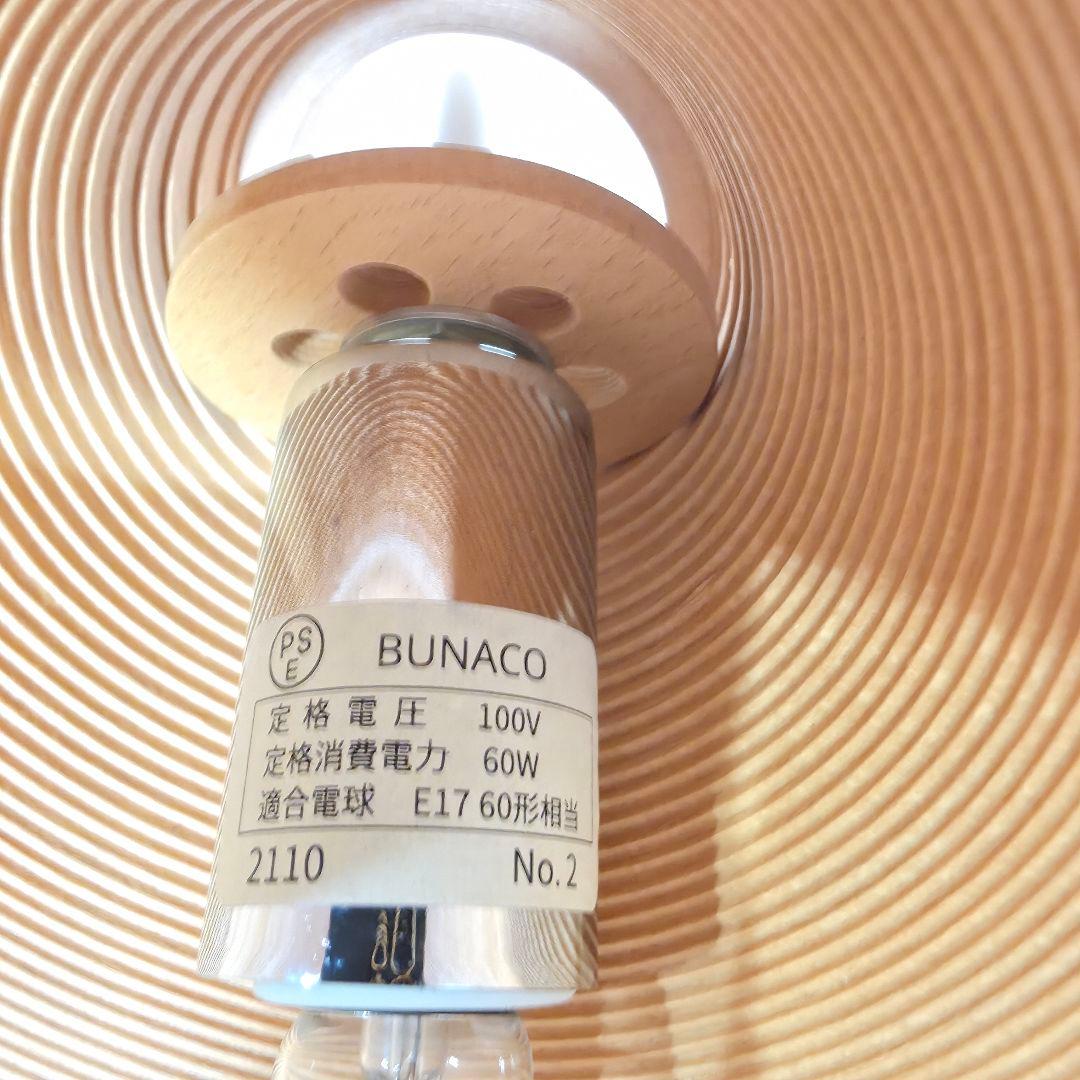 PSE BUNACO
定格電圧 100V
定格消費電力 60W
適合電球 E17 60形相当
2110 No.2